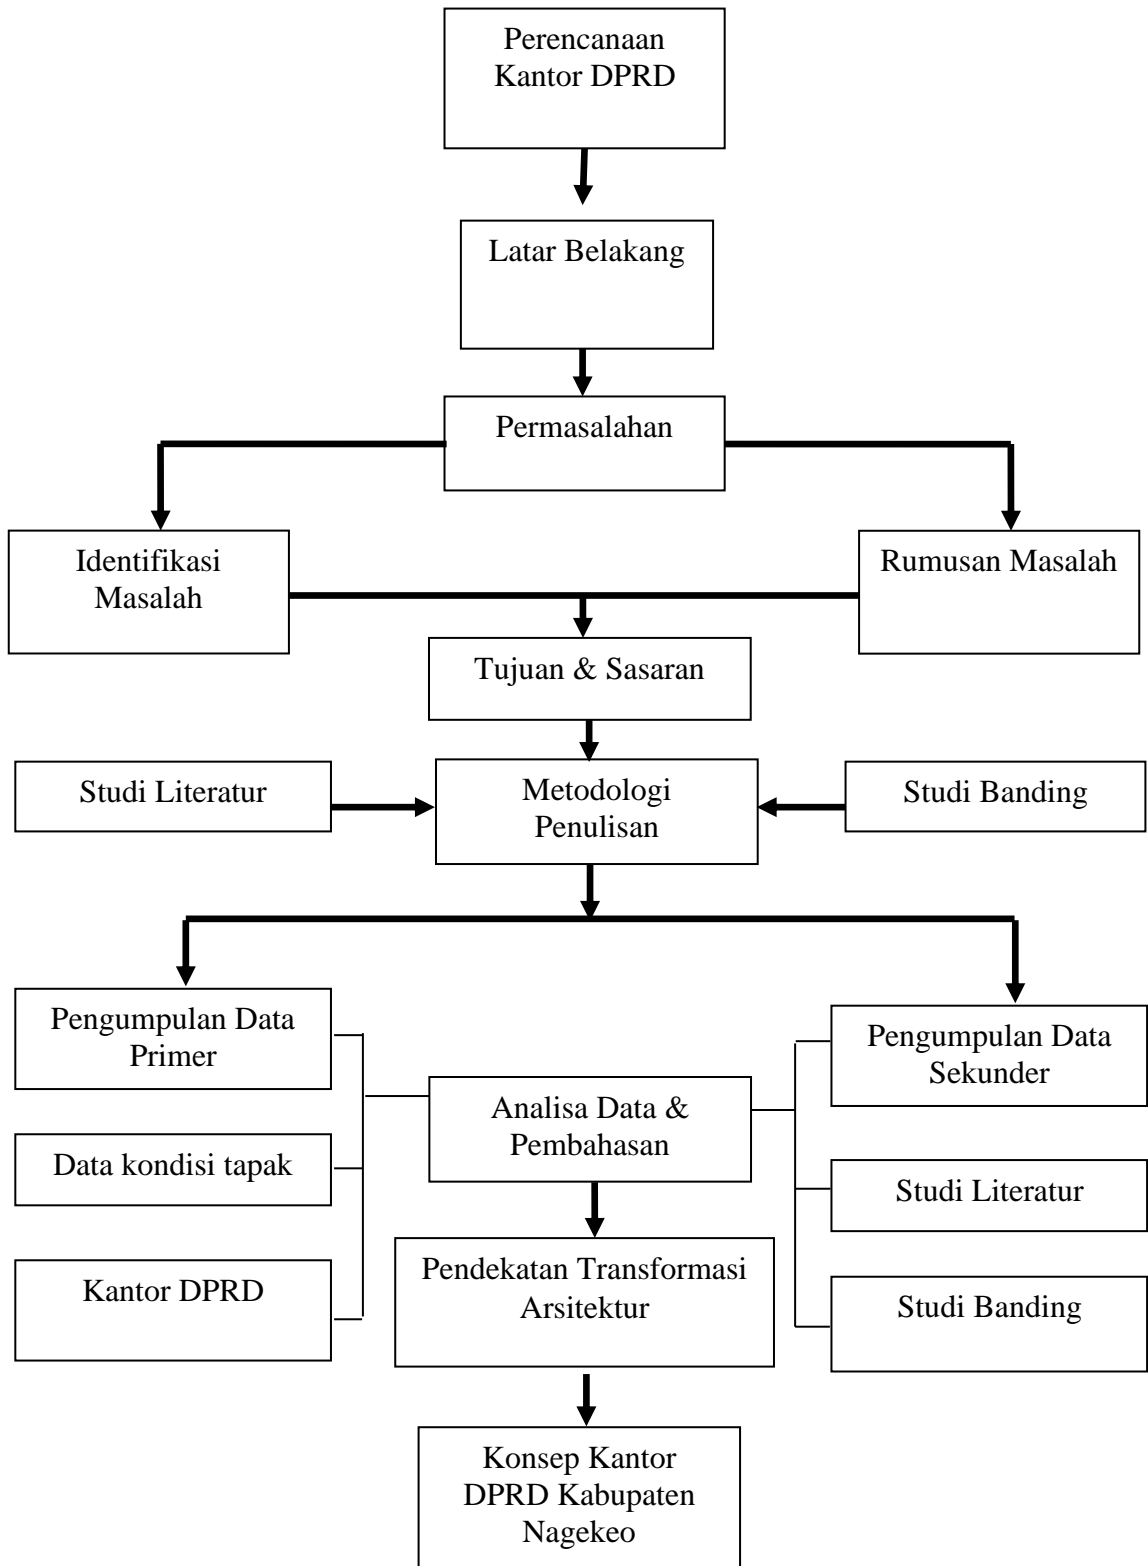 Perencanaan
Kantor DPRD
Latar Belakang
Permasalahan
Identifikasi
Masalah
Rumusan Masalah
Tujuan & Sasaran
Studi Literatur
Metodologi
Penulisan
Studi Banding
Pengumpulan Data
Primer
Pengumpulan Data
Sekunder
Analisa Data &
Pembahasan
Data kondisi tapak
Studi Literatur
Kantor DPRD
Pendekatan Transformasi
Arsitektur
Studi Banding
Konsep Kantor
DPRD Kabupaten
Nagekeo